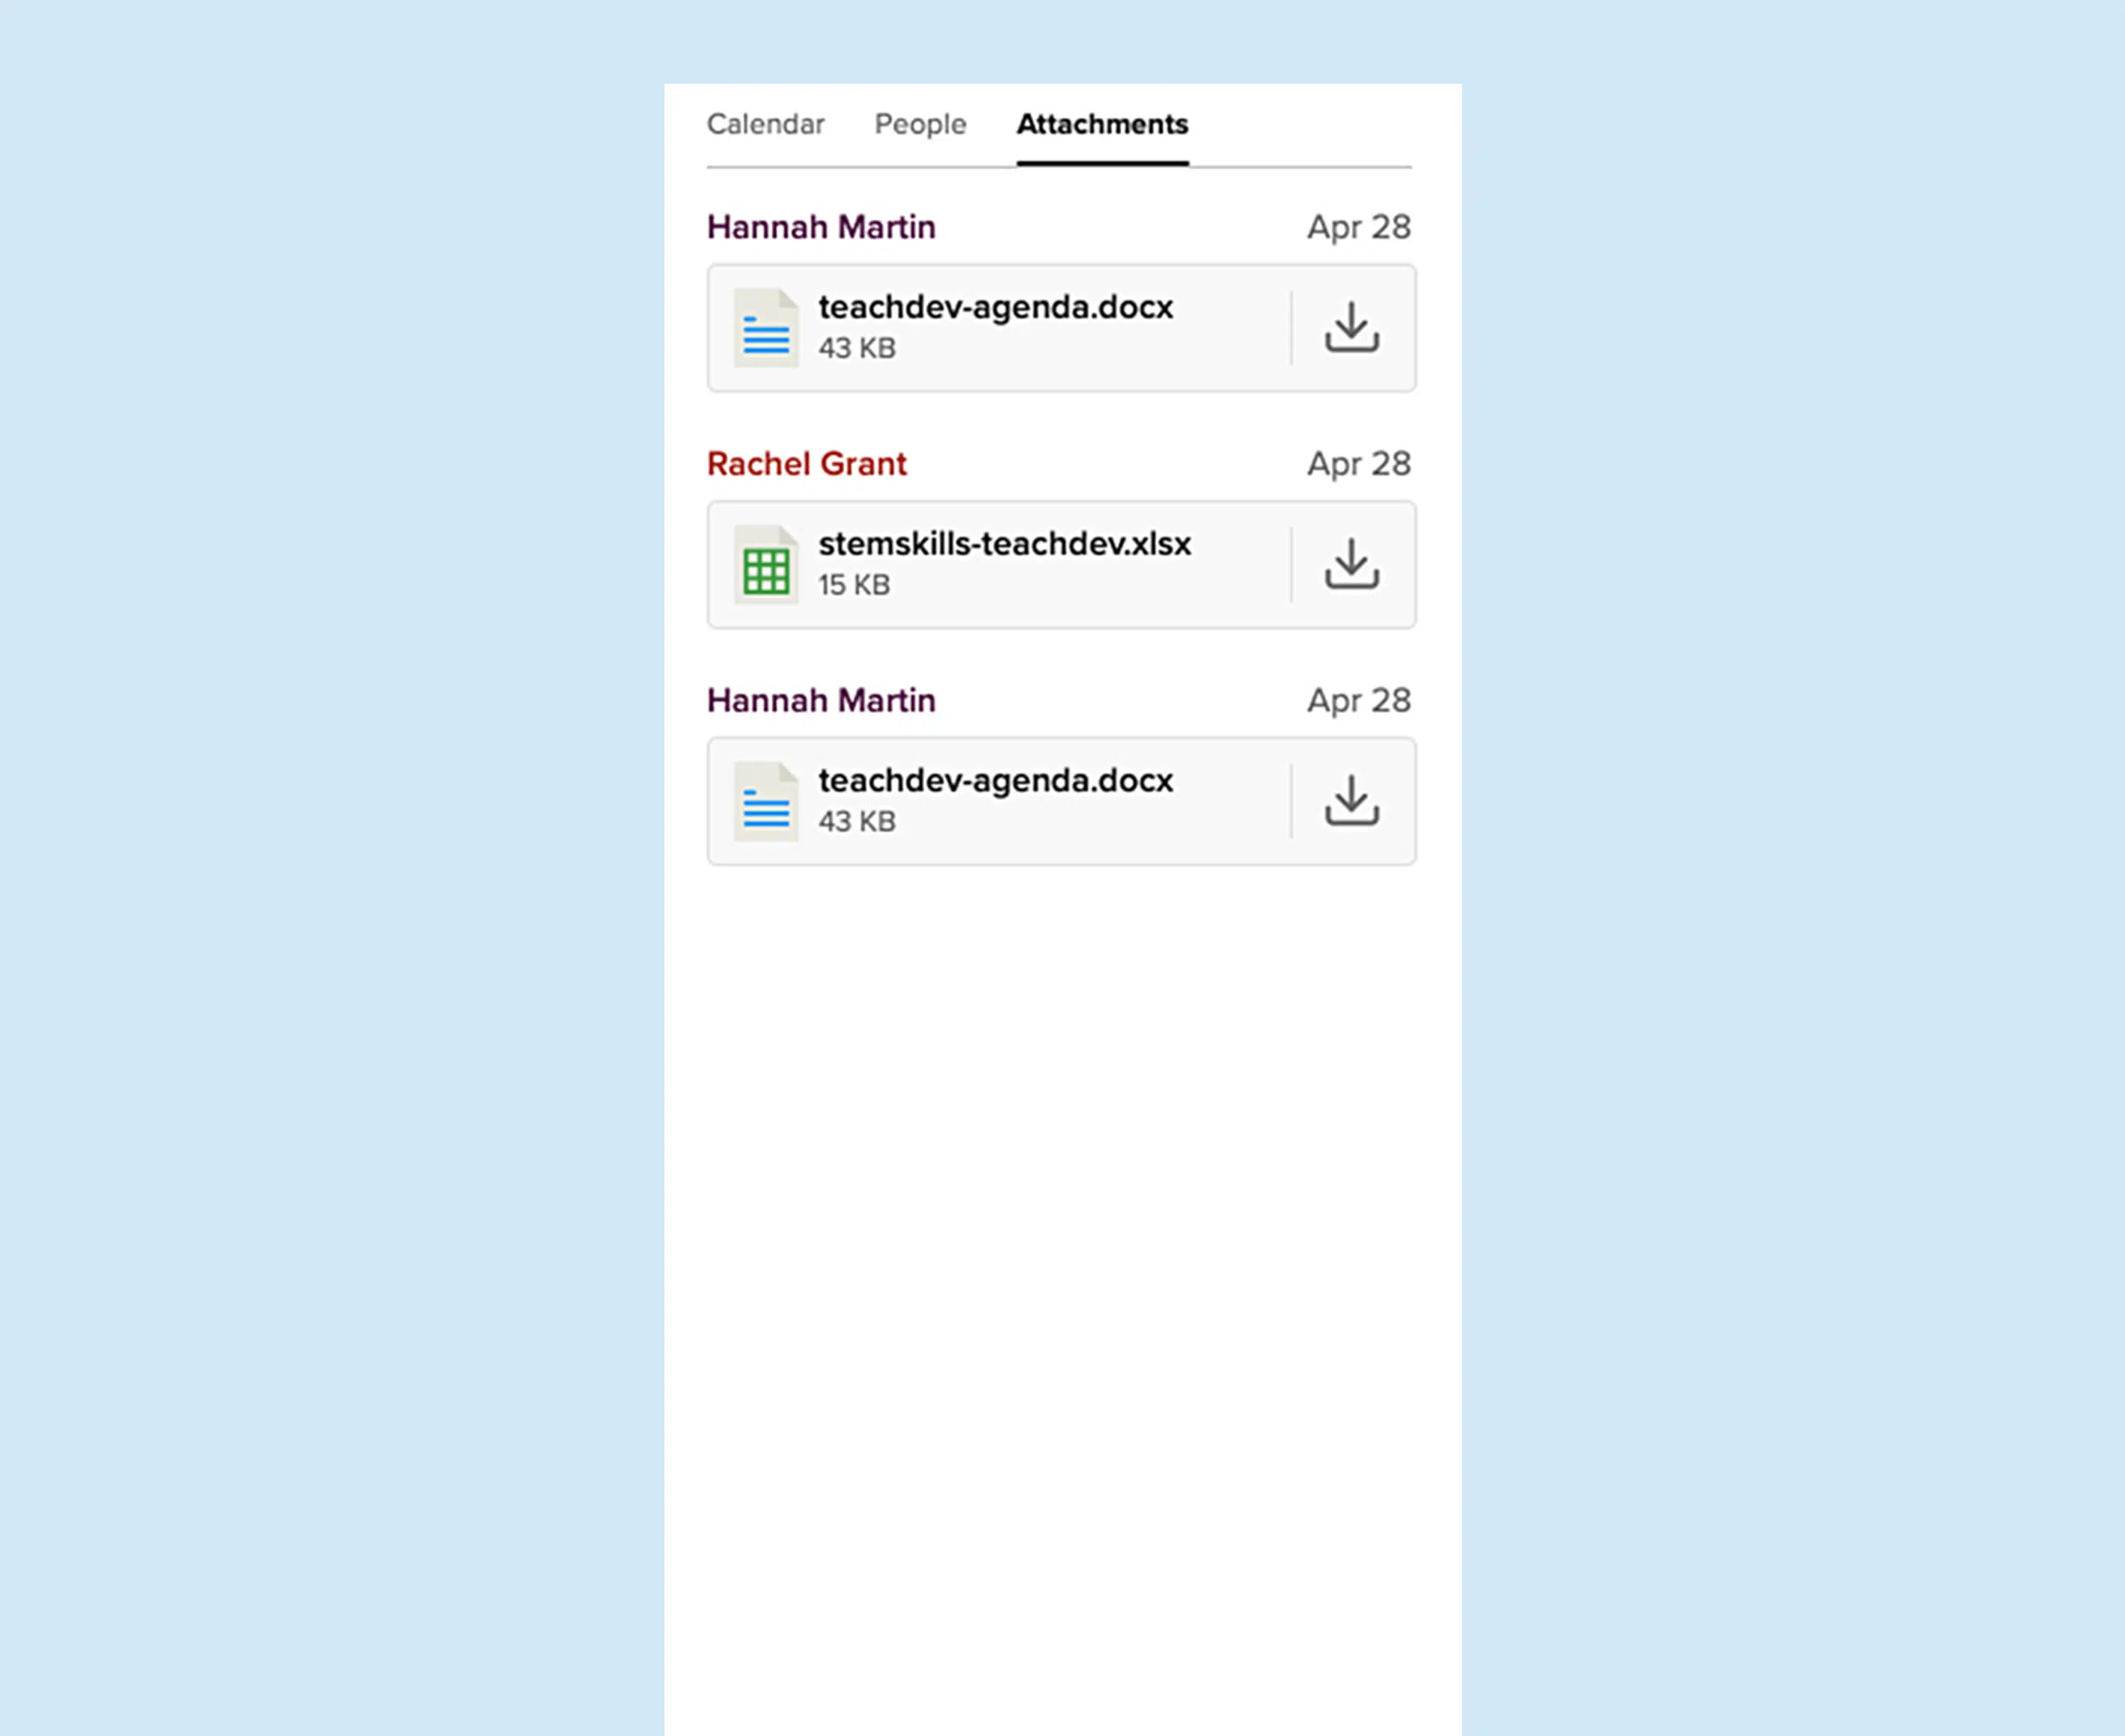 Calendar People Attachments
Hannah Martin Apr 28
teachdev-agenda.docx
43 KB
Rachel Grant Apr 28
stemskills-teachdev.xlsx
15 KB
Hannah Martin Apr 28
teachdev-agenda.docx
43 KB